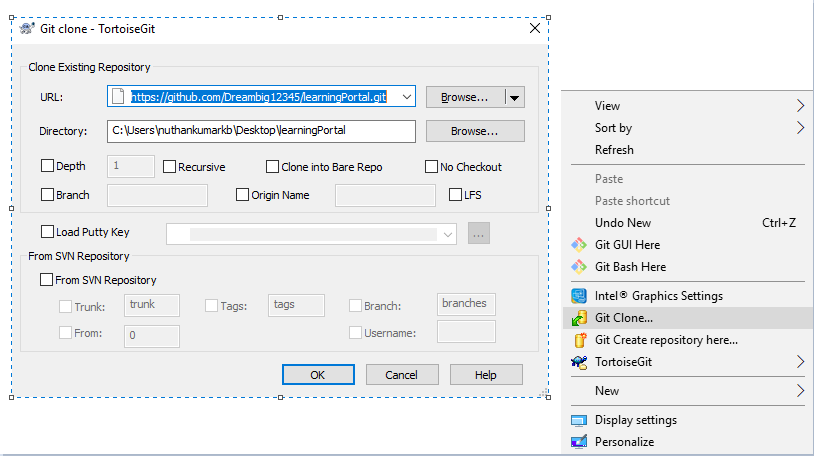 Git clone - TortoiseGit
Clone Existing Repository
URL: https://github.com/Dreambig12345/learningPortal.git Browse...
Directory: C:\Users\nuthankumarkb\Desktop\learningPortal Browse...
Depth 1 Recursive Clone into Bare Repo No Checkout
Branch Origin Name LFS
Load Putty Key ...
From SVN Repository
From SVN Repository
Trunk: trunk Tags: tags Branch: branches
From: 0 Username:
OK Cancel Help
View
Sort by
Refresh
Paste
Paste shortcut
Undo New Ctrl+Z
Git GUI Here
Git Bash Here
Intel® Graphics Settings
Git Clone...
Git Create repository here...
TortoiseGit
New
Display settings
Personalize